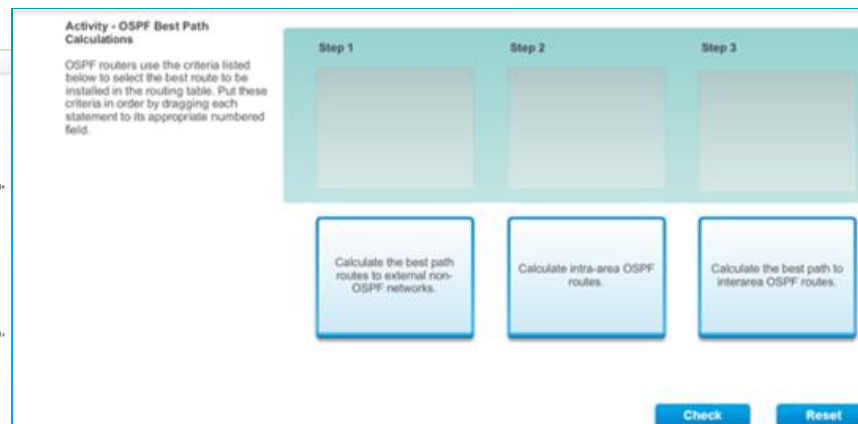 Activity - OSPF Best Path
Calculations
OSPF routers use the criteria listed
below to select the best route to be
installed in the routing table. Put these
criteria in order by dragging each
statement to its appropriate numbered
field.
Step 1
Step 2
Step 3
Calculate the best path
routes to external non-
OSPF networks.
Calculate intra-area OSPF
routes.
Calculate the best path to
interarea OSPF routes.
Check
Reset